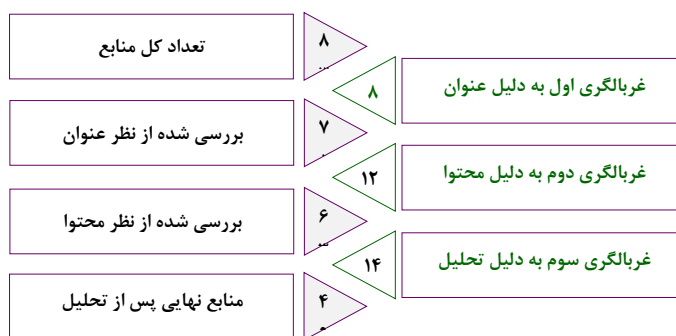 تعداد کل منابع
۸
غربالگری اول به دلیل عنوان
۸
بررسی شده از نظر عنوان
۷
غربالگری دوم به دلیل محتوا
۱۲
بررسی شده از نظر محتوا
۶
غربالگری سوم به دلیل تحلیل
۱۴
منابع نهایی پس از تحلیل
۴